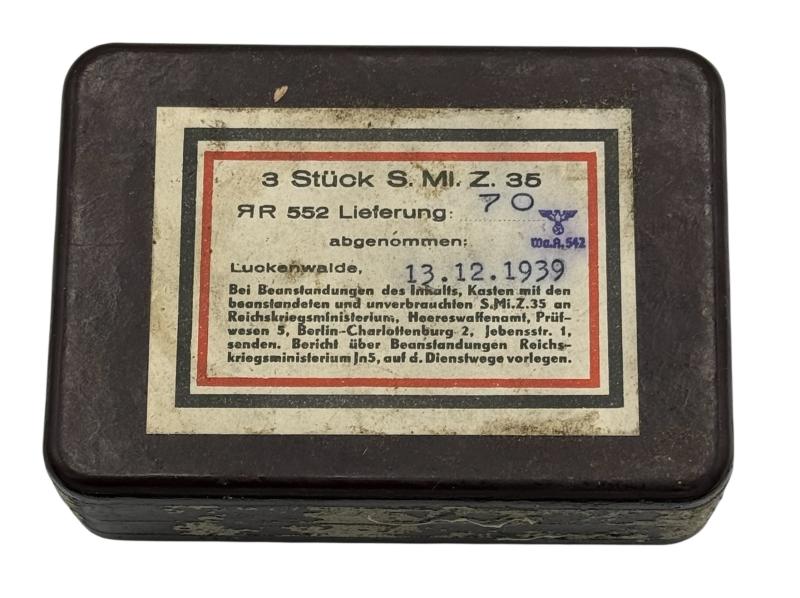 3 Stück S. Mi. Z. 35
ЯR 552 Lieferung: 70
WaA.542
abgenommen:
Luckenwalde, 13.12.1939
Bei Beanstandungen des Inhalts, Kasten mit den
beanstandeten und unverbrauchten S.Mi.Z.35 an
Reichskriegsministerium, Heereswaffenamt, Prüf-
wesen 5, Berlin-Charlottenburg 2, Jebensstr. 1,
senden. Bericht über Beanstandungen Reichs-
kriegsministerium Jn5, auf d. Dienstwege vorlegen.